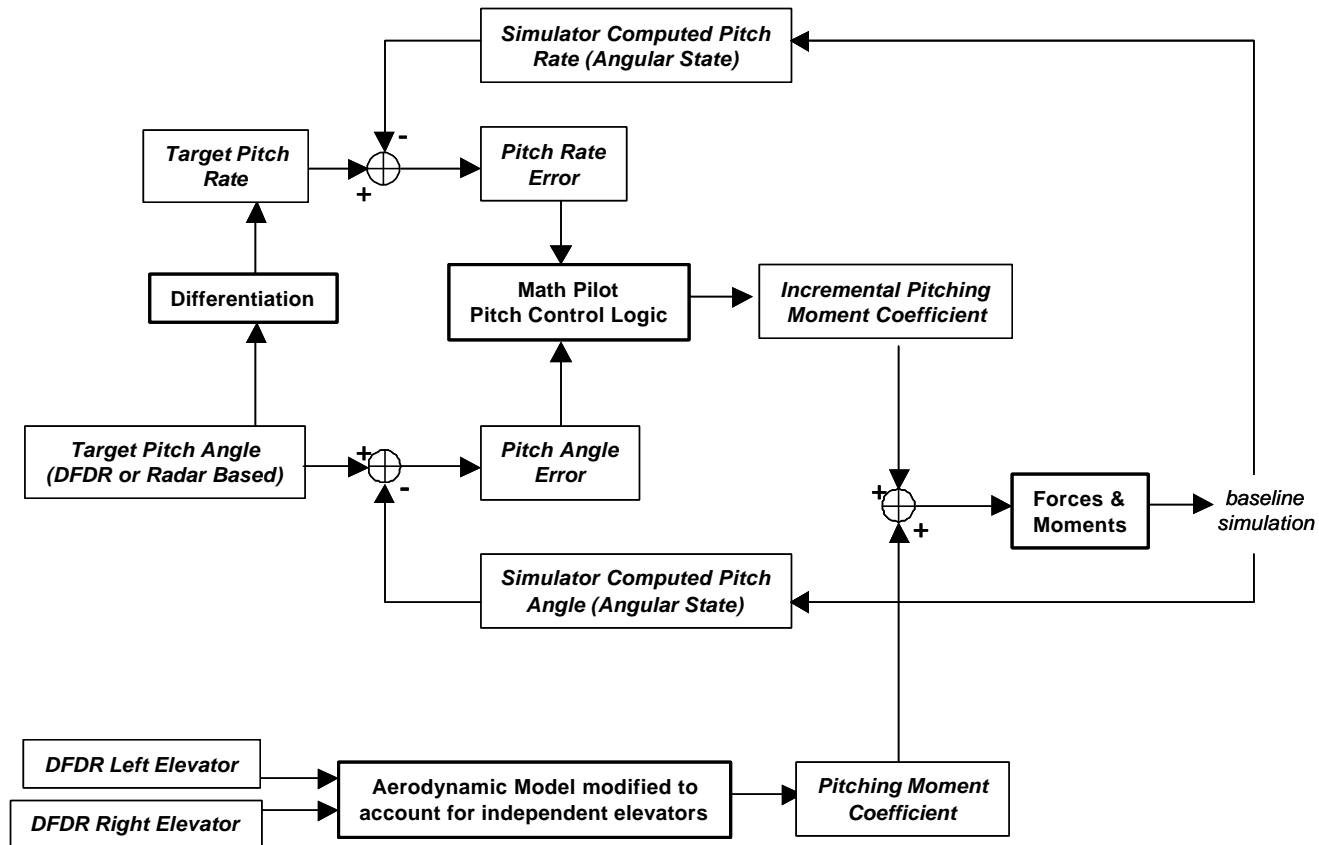 Simulator Computed Pitch
Rate (Angular State)
-
Target Pitch
Rate
+
Pitch Rate
Error
Differentiation
Math Pilot
Pitch Control Logic
Incremental Pitching
Moment Coefficient
Target Pitch Angle
(DFDR or Radar Based)
+
-
Pitch Angle
Error
+
+
Forces &
Moments
baseline
simulation
Simulator Computed Pitch
Angle (Angular State)
DFDR Left Elevator
DFDR Right Elevator
Aerodynamic Model modified to
account for independent elevators
Pitching Moment
Coefficient